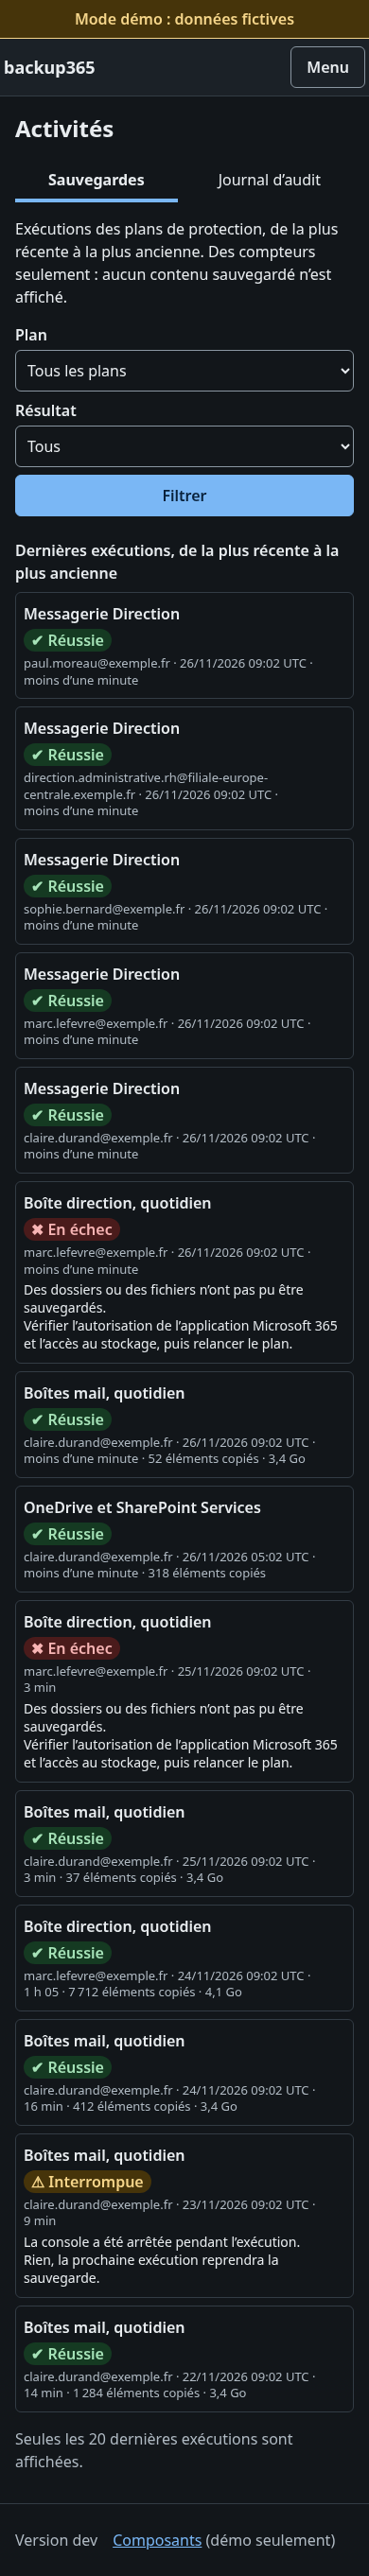 Mode démo : données fictives
backup365
Menu
Activités
Sauvegardes
Journal d’audit
Exécutions des plans de protection, de la plus
récente à la plus ancienne. Des compteurs
seulement : aucun contenu sauvegardé n’est
affiché.
Plan
Tous les plans
Résultat
Tous
Filtrer
Dernières exécutions, de la plus récente à la
plus ancienne
Messagerie Direction
✔ Réussie
paul.moreau@exemple.fr · 26/11/2026 09:02 UTC ·
moins d’une minute
Messagerie Direction
✔ Réussie
direction.administrative.rh@filiale-europe-
centrale.exemple.fr · 26/11/2026 09:02 UTC ·
moins d’une minute
Messagerie Direction
✔ Réussie
sophie.bernard@exemple.fr · 26/11/2026 09:02 UTC ·
moins d’une minute
Messagerie Direction
✔ Réussie
marc.lefevre@exemple.fr · 26/11/2026 09:02 UTC ·
moins d’une minute
Messagerie Direction
✔ Réussie
claire.durand@exemple.fr · 26/11/2026 09:02 UTC ·
moins d’une minute
Boîte direction, quotidien
✖ En échec
marc.lefevre@exemple.fr · 26/11/2026 09:02 UTC ·
moins d’une minute
Des dossiers ou des fichiers n’ont pas pu être
sauvegardés.
Vérifier l’autorisation de l’application Microsoft 365
et l’accès au stockage, puis relancer le plan.
Boîtes mail, quotidien
✔ Réussie
claire.durand@exemple.fr · 26/11/2026 09:02 UTC ·
moins d’une minute · 52 éléments copiés · 3,4 Go
OneDrive et SharePoint Services
✔ Réussie
claire.durand@exemple.fr · 26/11/2026 05:02 UTC ·
moins d’une minute · 318 éléments copiés
Boîte direction, quotidien
✖ En échec
marc.lefevre@exemple.fr · 25/11/2026 09:02 UTC ·
3 min
Des dossiers ou des fichiers n’ont pas pu être
sauvegardés.
Vérifier l’autorisation de l’application Microsoft 365
et l’accès au stockage, puis relancer le plan.
Boîtes mail, quotidien
✔ Réussie
claire.durand@exemple.fr · 25/11/2026 09:02 UTC ·
3 min · 37 éléments copiés · 3,4 Go
Boîte direction, quotidien
✔ Réussie
marc.lefevre@exemple.fr · 24/11/2026 09:02 UTC ·
1 h 05 · 7 712 éléments copiés · 4,1 Go
Boîtes mail, quotidien
✔ Réussie
claire.durand@exemple.fr · 24/11/2026 09:02 UTC ·
16 min · 412 éléments copiés · 3,4 Go
Boîtes mail, quotidien
⚠ Interrompue
claire.durand@exemple.fr · 23/11/2026 09:02 UTC ·
9 min
La console a été arrêtée pendant l’exécution.
Rien, la prochaine exécution reprendra la
sauvegarde.
Boîtes mail, quotidien
✔ Réussie
claire.durand@exemple.fr · 22/11/2026 09:02 UTC ·
14 min · 1 284 éléments copiés · 3,4 Go
Seules les 20 dernières exécutions sont
affichées.
Version dev Composants (démo seulement)